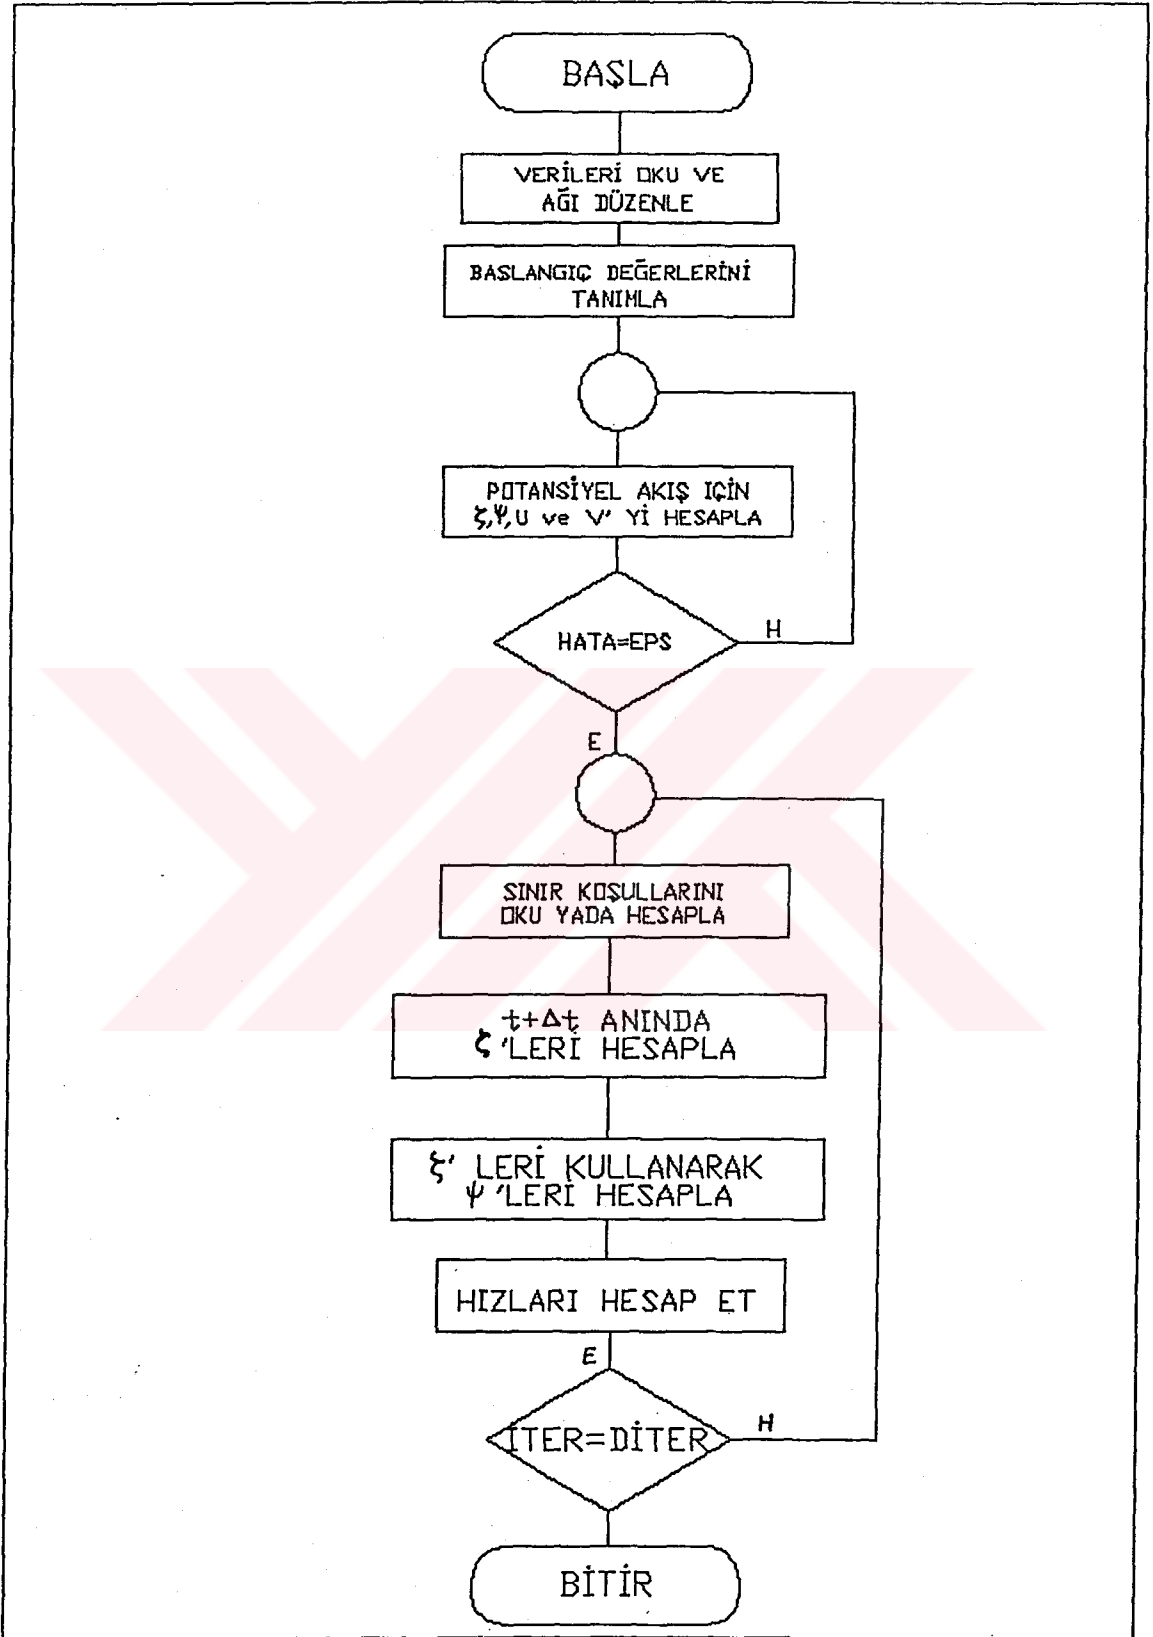 BAŞLA
VERİLERİ OKU VE
AĞI DÜZENLE
BASLANGIÇ DEĞERLERİNİ
TANIMLA
POTANSİYEL AKIŞ IÇİN
ξ,Ψ,U ve V' Yİ HESAPLA
HATA=EPS
H
E
SINIR KOŞULLARINI
OKU YADA HESAPLA
t+Δt ANINDA
ξ 'LERİ HESAPLA
ξ' LERİ KULLANARAK
Ψ 'LERİ HESAPLA
HIZLARI HESAP ET
E
İTER=DİTER
H
BİTİR